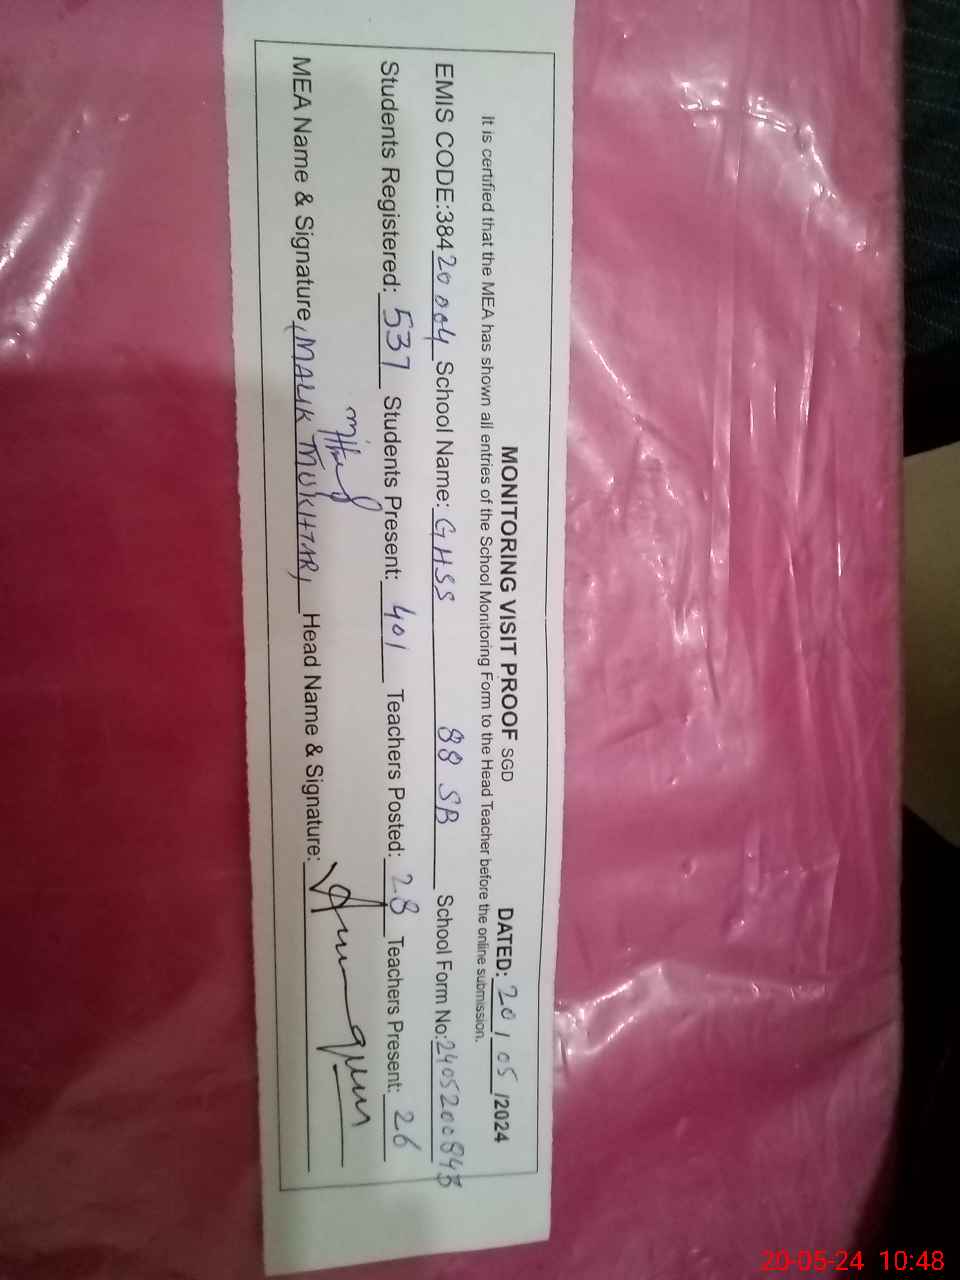 MONITORING VISIT PROOF SGD DATED: 20/05/2024
It is certified that the MEA has shown all entries of the School Monitoring Form to the Head Teacher before the online submission.
EMIS CODE:38420004 School Name: GHSS 88 SB School Form No:
Students Registered: 537 Students Present: 401 Teachers Posted: 28 Teachers Present: 26
MEA Name & Signature (MALIK MUKHTAR) Head Name & Signature:
20-05-24 10:48